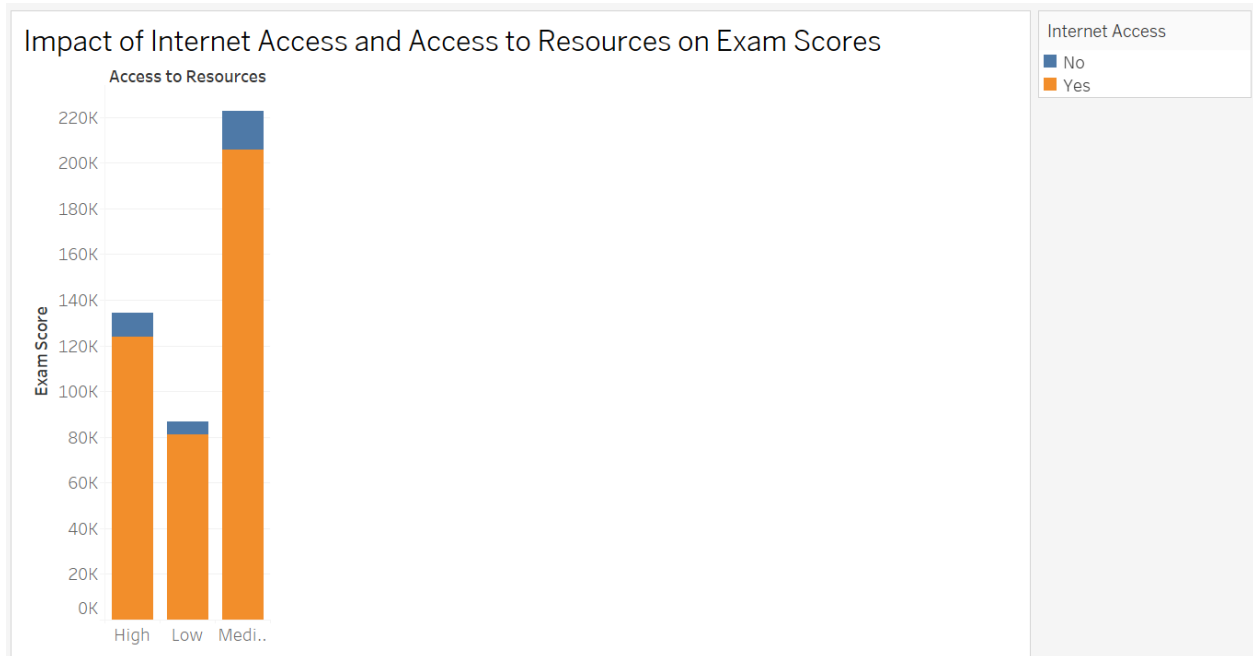 Impact of Internet Access and Access to Resources on Exam Scores
Access to Resources
220K
200K
180K
160K
140K
120K
100K
80K
60K
40K
20K
0K
Exam Score
High Low Medi..
Internet Access
No
Yes